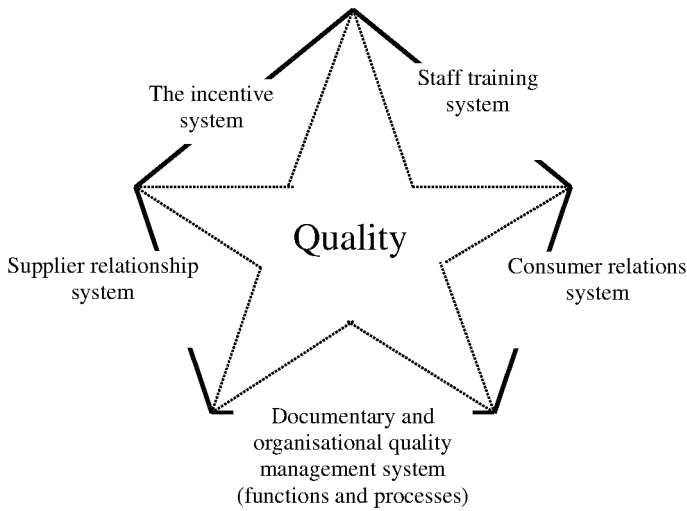 The incentive
system
Staff training
system
Quality
Supplier relationship
system
Consumer relations
system
Documentary and
organisational quality
management system
(functions and processes)